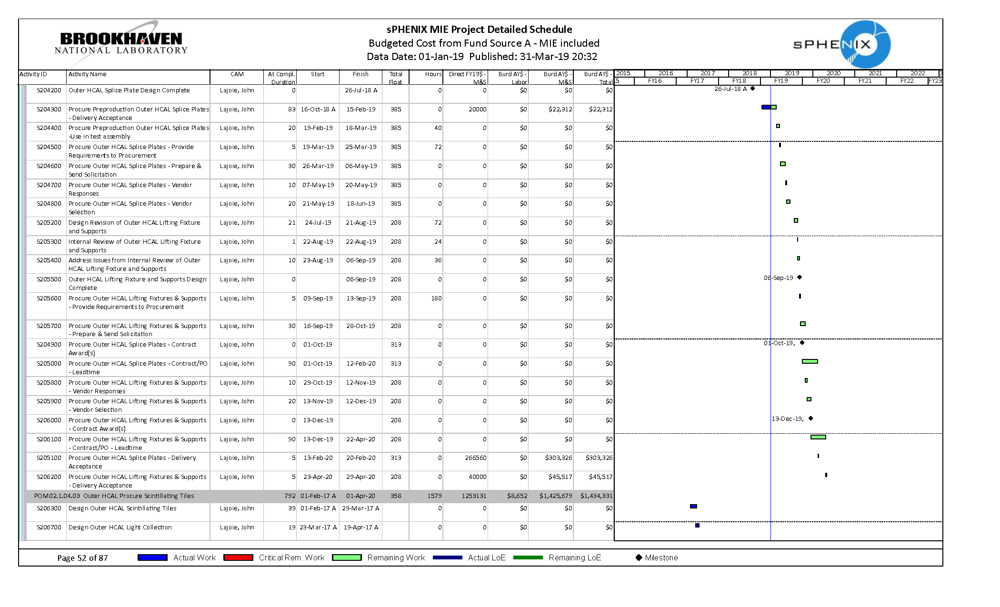 BROOKHAVEN
NATIONAL LABORATORY
sPHENIX MIE Project Detailed Schedule
Budgeted Cost from Fund Source A - MIE included
Data Date: 01-Jan-19 Published: 31-Mar-19 20:32
sPHENIX
Activity ID Activity Name CAM At Compl. Start Finish Total Hours Direct FY19$ - Burd AY$ - Burd AY$ - Burd AY$ - 2015 2016 2017 2018 2019 2020 2021 2022 3
Duration Float M&S Labor M&S Total 5 FY16 FY17 FY18 FY19 FY20 FY21 FY22 FY23
S204200 Outer HCAL Splice Plate Design Complete Lajoie, John 0 26-Jul-18 A 0 0 $0 $0 $0 26-Jul-18 A
S204300 Procure Preproduction Outer HCAL Splice Plates Lajoie, John 83 16-Oct-18 A 15-Feb-19 385 0 20000 $0 $22,312 $22,312
- Delivery Acceptance
S204400 Procure Preproduction Outer HCAL Splice Plates Lajoie, John 20 19-Feb-19 18-Mar-19 385 40 0 $0 $0 $0
-Use in test assembly
S204500 Procure Outer HCAL Splice Plates - Provide Lajoie, John 5 19-Mar-19 25-Mar-19 385 72 0 $0 $0 $0
Requirements to Procurement
S204600 Procure Outer HCAL Splice Plates - Prepare & Lajoie, John 30 26-Mar-19 06-May-19 385 0 0 $0 $0 $0
Send Solicitation
S204700 Procure Outer HCAL Splice Plates - Vendor Lajoie, John 10 07-May-19 20-May-19 385 0 0 $0 $0 $0
Responses
S204800 Procure Outer HCAL Splice Plates - Vendor Lajoie, John 20 21-May-19 18-Jun-19 385 0 0 $0 $0 $0
Selection
S205200 Design Revision of Outer HCAL Lifting Fixture Lajoie, John 21 24-Jul-19 21-Aug-19 208 72 0 $0 $0 $0
and Supports
S205300 Internal Review of Outer HCAL Lifting Fixture Lajoie, John 1 22-Aug-19 22-Aug-19 208 24 0 $0 $0 $0
and Supports
S205400 Address Issues from Internal Review of Outer Lajoie, John 10 23-Aug-19 06-Sep-19 208 36 0 $0 $0 $0
HCAL Lifting Fixture and Supports
S205500 Outer HCAL Lifting Fixture and Supports Design Lajoie, John 0 06-Sep-19 208 0 0 $0 $0 $0 06-Sep-19
Complete
S205600 Procure Outer HCAL Lifting Fixtures & Supports Lajoie, John 5 09-Sep-19 13-Sep-19 208 180 0 $0 $0 $0
- Provide Requirements to Procurement
S205700 Procure Outer HCAL Lifting Fixtures & Supports Lajoie, John 30 16-Sep-19 28-Oct-19 208 0 0 $0 $0 $0
- Prepare & Send Solicitation
S204900 Procure Outer HCAL Splice Plates - Contract Lajoie, John 0 01-Oct-19 313 0 0 $0 $0 $0 01-Oct-19,
Award(s)
S205000 Procure Outer HCAL Splice Plates - Contract/PO Lajoie, John 90 01-Oct-19 12-Feb-20 313 0 0 $0 $0 $0
- Leadtime
S205800 Procure Outer HCAL Lifting Fixtures & Supports Lajoie, John 10 29-Oct-19 12-Nov-19 208 0 0 $0 $0 $0
- Vendor Responses
S205900 Procure Outer HCAL Lifting Fixtures & Supports Lajoie, John 20 13-Nov-19 12-Dec-19 208 0 0 $0 $0 $0
- Vendor Selection
S206000 Procure Outer HCAL Lifting Fixtures & Supports Lajoie, John 0 13-Dec-19 208 0 0 $0 $0 $0 13-Dec-19,
- Contract Award(s)
S206100 Procure Outer HCAL Lifting Fixtures & Supports Lajoie, John 90 13-Dec-19 22-Apr-20 208 0 0 $0 $0 $0
- Contract/PO - Leadtime
S205100 Procure Outer HCAL Splice Plates - Delivery Lajoie, John 5 13-Feb-20 20-Feb-20 313 0 266560 $0 $303,326 $303,326
Acceptance
S206200 Procure Outer HCAL Lifting Fixtures & Supports Lajoie, John 5 23-Apr-20 29-Apr-20 208 0 40000 $0 $45,517 $45,517
- Delivery Acceptance
POM02.1.04.03 Outer HCAL Procure Scintillating Tiles 792 01-Feb-17 A 01-Apr-20 358 1579 1253131 $8,652 $1,425,679 $1,434,331
S206300 Design Outer HCAL Scintillating Tiles Lajoie, John 39 01-Feb-17 A 29-Mar-17 A 0 0 $0 $0 $0
S206700 Design Outer HCAL Light Collection Lajoie, John 19 23-Mar-17 A 19-Apr-17 A 0 0 $0 $0 $0
Page 52 of 87 Actual Work Critical Rem. Work Remaining Work Actual LoE Remaining LoE Milestone